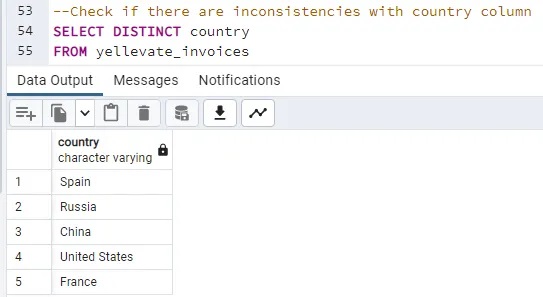 53 --Check if there are inconsistencies with country column
54 SELECT DISTINCT country
55 FROM yellevate_invoices
Data Output Messages Notifications
country
character varying
1 Spain
2 Russia
3 China
4 United States
5 France